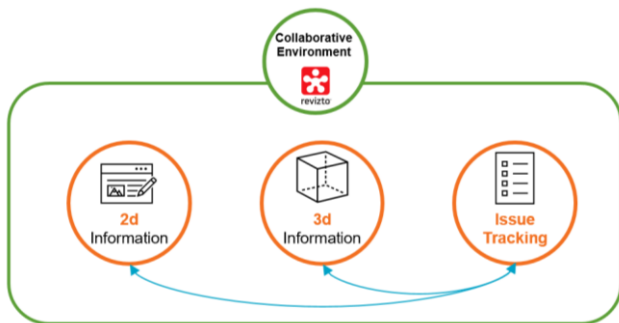 Collaborative
Environment
revizto
2d
Information
3d
Information
Issue
Tracking